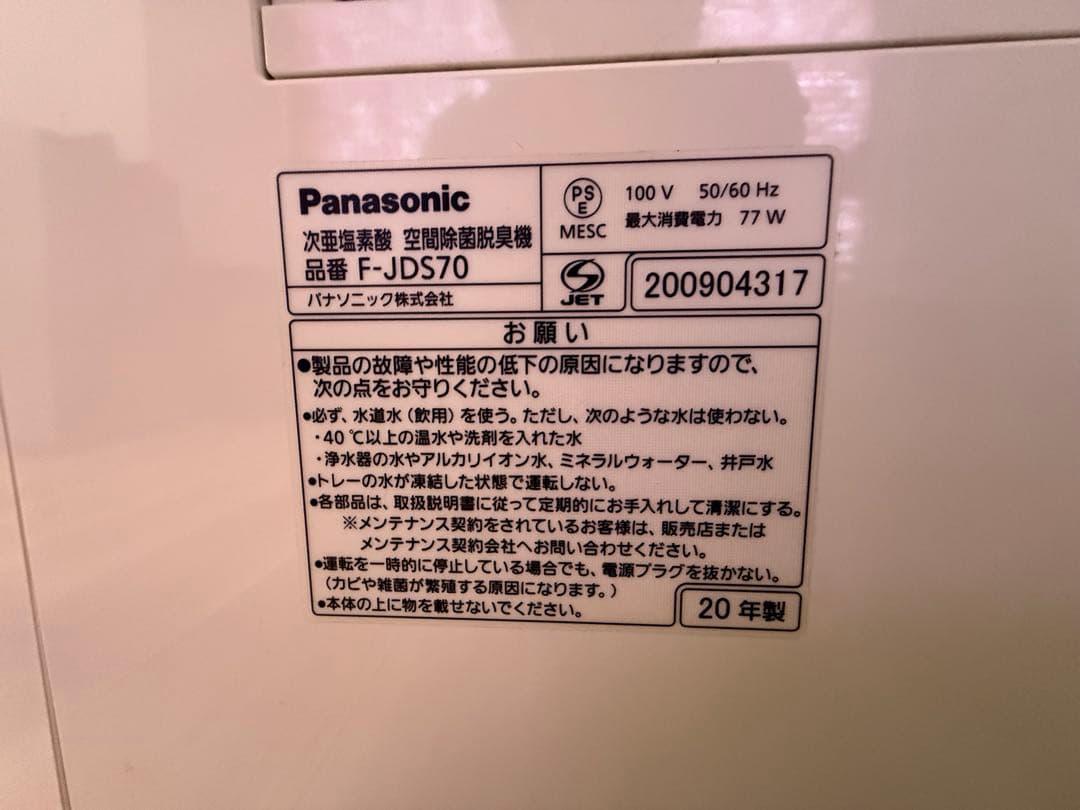 Panasonic
次亜塩素酸 空間除菌脱臭機
品番 F-JDS70
パナソニック株式会社
PS
E
MESC
100 V 50/60 Hz
最大消費電力 77 W
JET
200904317
お願い
●製品の故障や性能の低下の原因になりますので、
次の点をお守りください。
●必ず、水道水（飲用）を使う。ただし、次のような水は使わない。
・40 ℃以上の温水や洗剤を入れた水
・浄水器の水やアルカリイオン水、ミネラルウォーター、井戸水
●トレーの水が凍結した状態で運転しない。
●各部品は、取扱説明書に従って定期的にお手入れして清潔にする。
※メンテナンス契約をされているお客様は、販売店または
メンテナンス契約会社へお問い合わせください。
●運転を一時的に停止している場合でも、電源プラグを抜かない。
（カビや雑菌が繁殖する原因になります。）
●本体の上に物を載せないでください。
20 年製